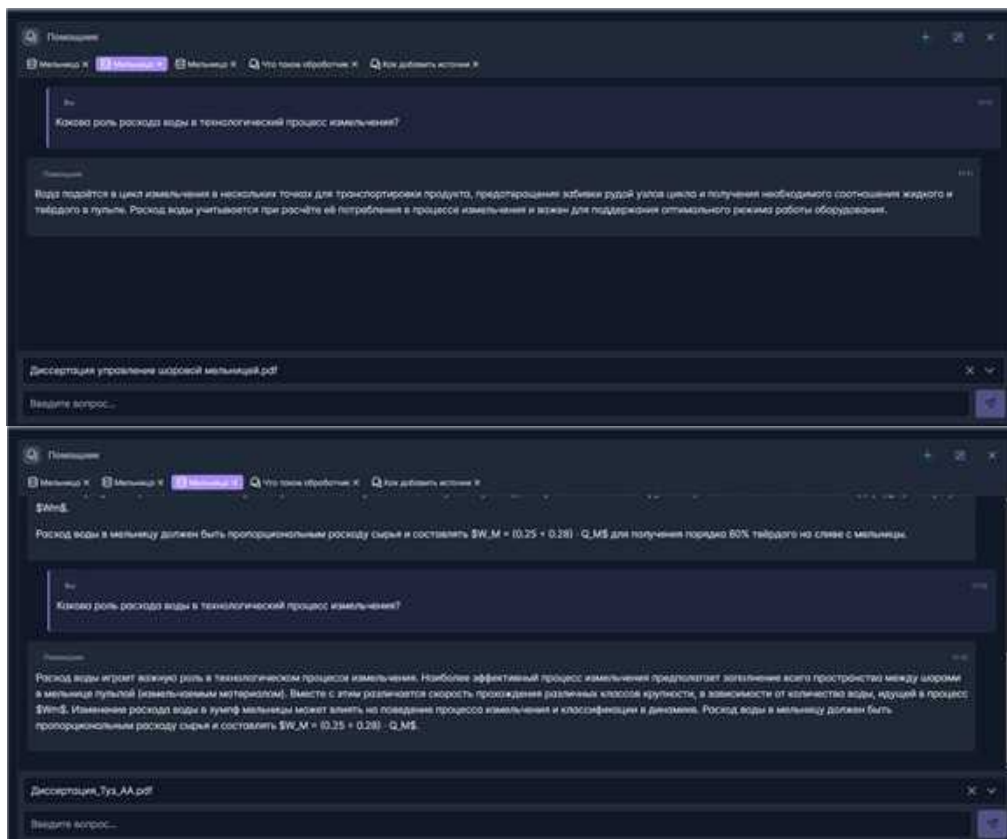 Помощник
Мельница × Мельница × Мельница × Что такое обработчик × Как добавить источник ×
Вы
Какова роль расхода воды в технологический процесс измельчения?
Помощник
Вода подаётся в цикл измельчения в нескольких точках для транспортировки продукта, предотвращения забивки рудой узлов цикла и получения необходимого соотношения жидкого и
твёрдого в пульпе. Расход воды учитывается при расчёте её потребления в процессе измельчения и важен для поддержания оптимального режима работы оборудования.
Диссертация управление шаровой мельницей.pdf
Введите вопрос...
Помощник
Мельница × Мельница × Мельница × Что такое обработчик × Как добавить источник ×
$Wm$.
Расход воды в мельницу должен быть пропорциональным расходу сырья и составлять $W_M = (0.25 ÷ 0.28) · Q_M$ для получения порядка 80% твёрдого на сливе с мельницы.
Вы
Какова роль расхода воды в технологический процесс измельчения?
Помощник
Расход воды играет важную роль в технологическом процессе измельчения. Наиболее эффективный процесс измельчения предполагает заполнение всего пространства между шарами
в мельнице пульпой (измельчаемым материалом). Вместе с этим различается скорость прохождения различных классов крупности, в зависимости от количества воды, идущей в процесс
$Wm$. Изменение расхода воды в зумпф мельницы может влиять на поведение процесса измельчения и классификации в динамике. Расход воды в мельницу должен быть
пропорциональным расходу сырья и составлять $W_M = (0.25 ÷ 0.28) · Q_M$.
Диссертация_Туз_АА.pdf
Введите вопрос...